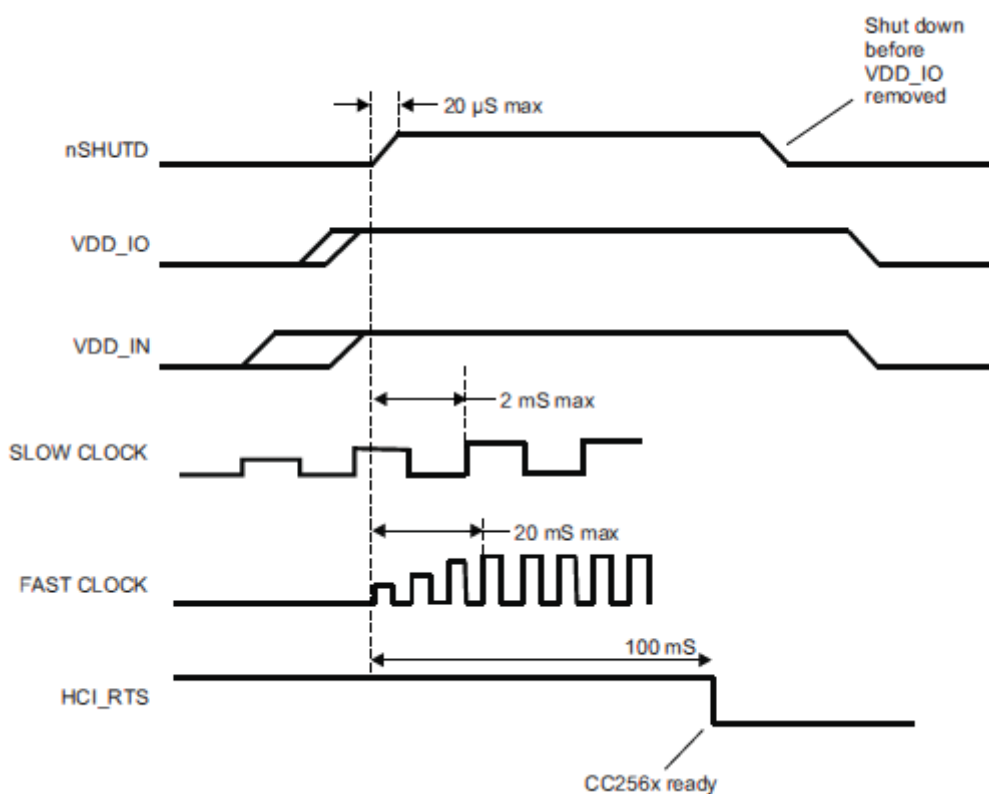 Shut down
before
VDD_IO
removed
20 µS max
nSHUTD
VDD_IO
VDD_IN
2 mS max
SLOW CLOCK
20 mS max
FAST CLOCK
100 mS
HCI_RTS
CC256x ready